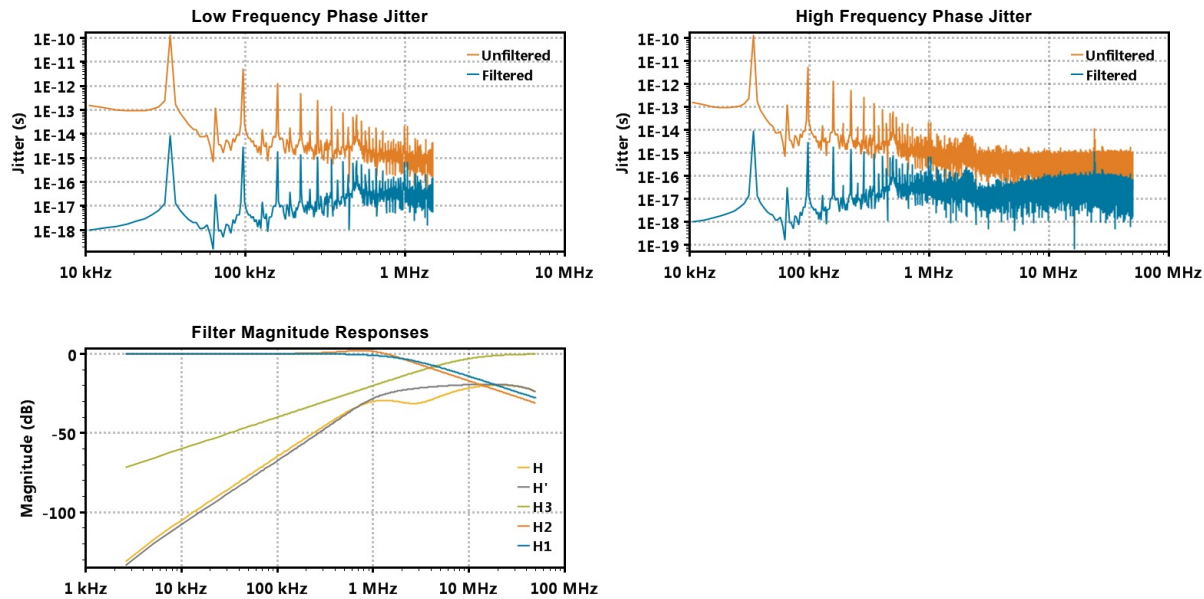 Low Frequency Phase Jitter
Jitter (s)
1E-10
1E-11
1E-12
1E-13
1E-14
1E-15
1E-16
1E-17
1E-18
Unfiltered
Filtered
10 kHz 100 kHz 1 MHz 10 MHz
High Frequency Phase Jitter
Jitter (s)
1E-10
1E-11
1E-12
1E-13
1E-14
1E-15
1E-16
1E-17
1E-18
1E-19
Unfiltered
Filtered
10 kHz 100 kHz 1 MHz 10 MHz 100 MHz
Filter Magnitude Responses
Magnitude (dB)
0
-50
-100
H
H'
H3
H2
H1
1 kHz 10 kHz 100 kHz 1 MHz 10 MHz 100 MHz